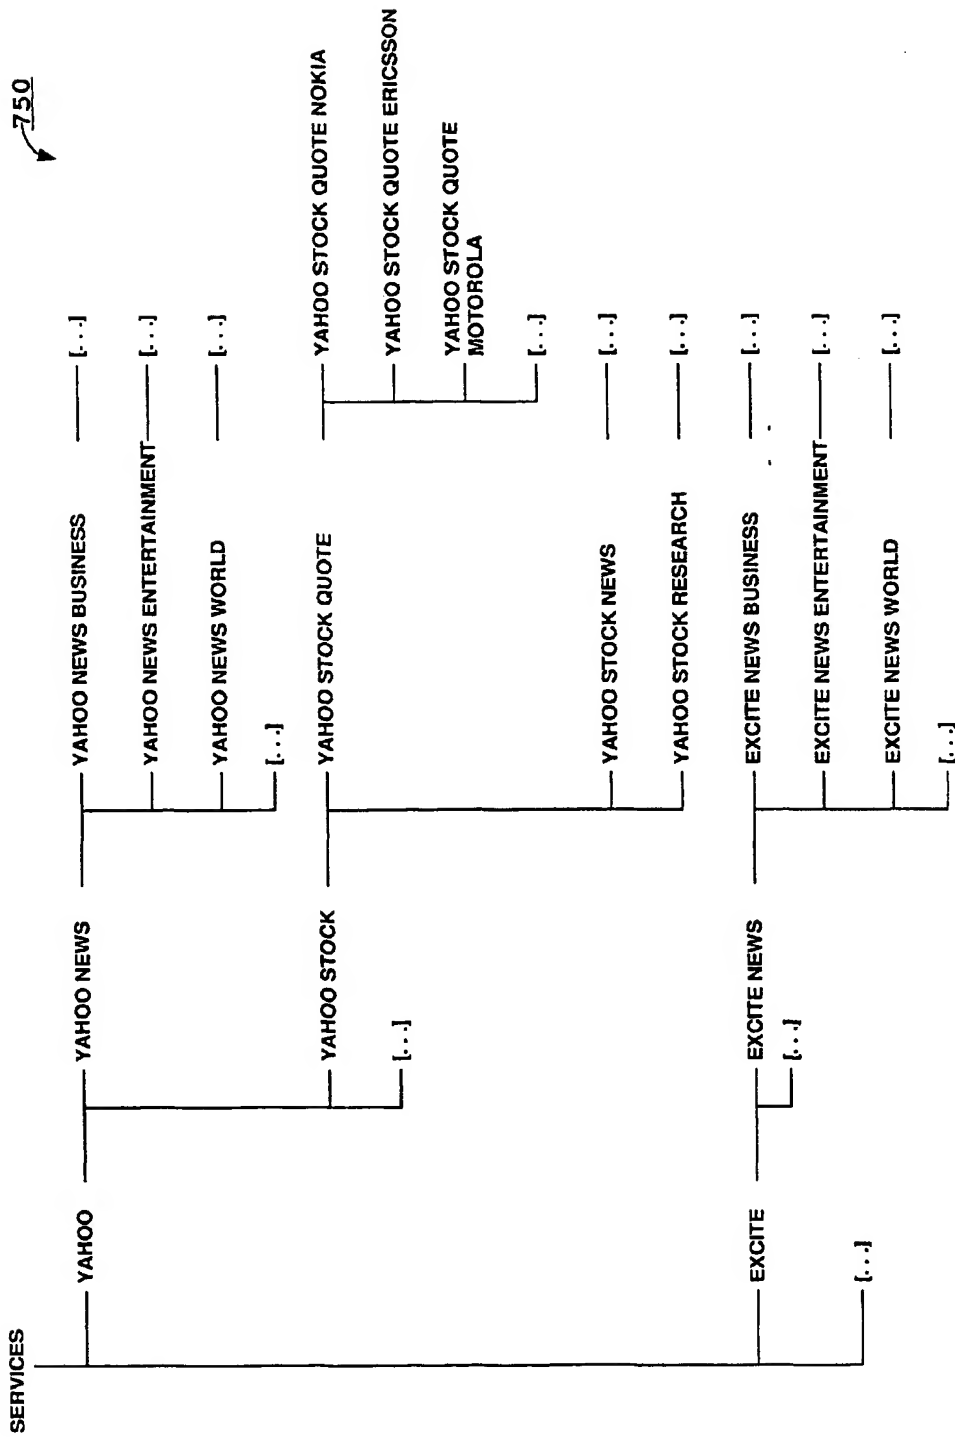 750
SERVICES
YAHOO
YAHOO NEWS
YAHOO NEWS BUSINESS
[...]
YAHOO NEWS ENTERTAINMENT
[...]
YAHOO NEWS WORLD
[...]
[...]
YAHOO STOCK
YAHOO STOCK QUOTE
YAHOO STOCK QUOTE NOKIA
YAHOO STOCK QUOTE ERICSSON
YAHOO STOCK QUOTE
MOTOROLA
[...]
YAHOO STOCK NEWS
[...]
YAHOO STOCK RESEARCH
[...]
[...]
EXCITE
EXCITE NEWS
EXCITE NEWS BUSINESS
[...]
EXCITE NEWS ENTERTAINMENT
[...]
EXCITE NEWS WORLD
[...]
[...]
[...]
[...]